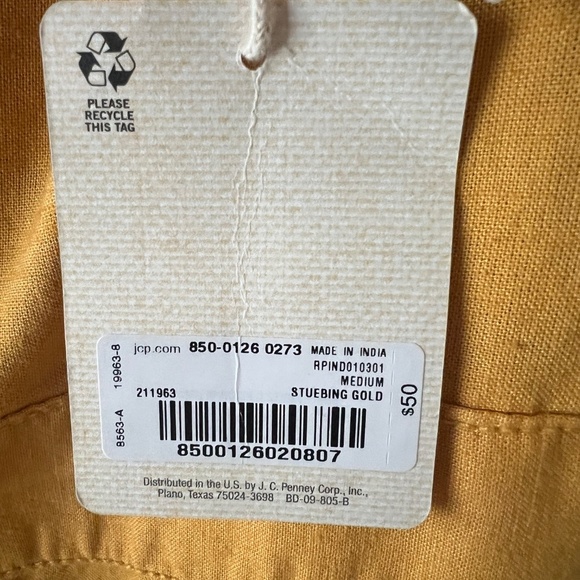 PLEASE
RECYCLE
THIS TAG
8563-A 19963-8
jcp.com 850-0126 0273 MADE IN INDIA
RPIND010301
MEDIUM
211963 STUEBING GOLD
$50
8500126020807
Distributed in the U.S. by J. C. Penney Corp., Inc.,
Plano, Texas 75024-3698 BD-09-805-B